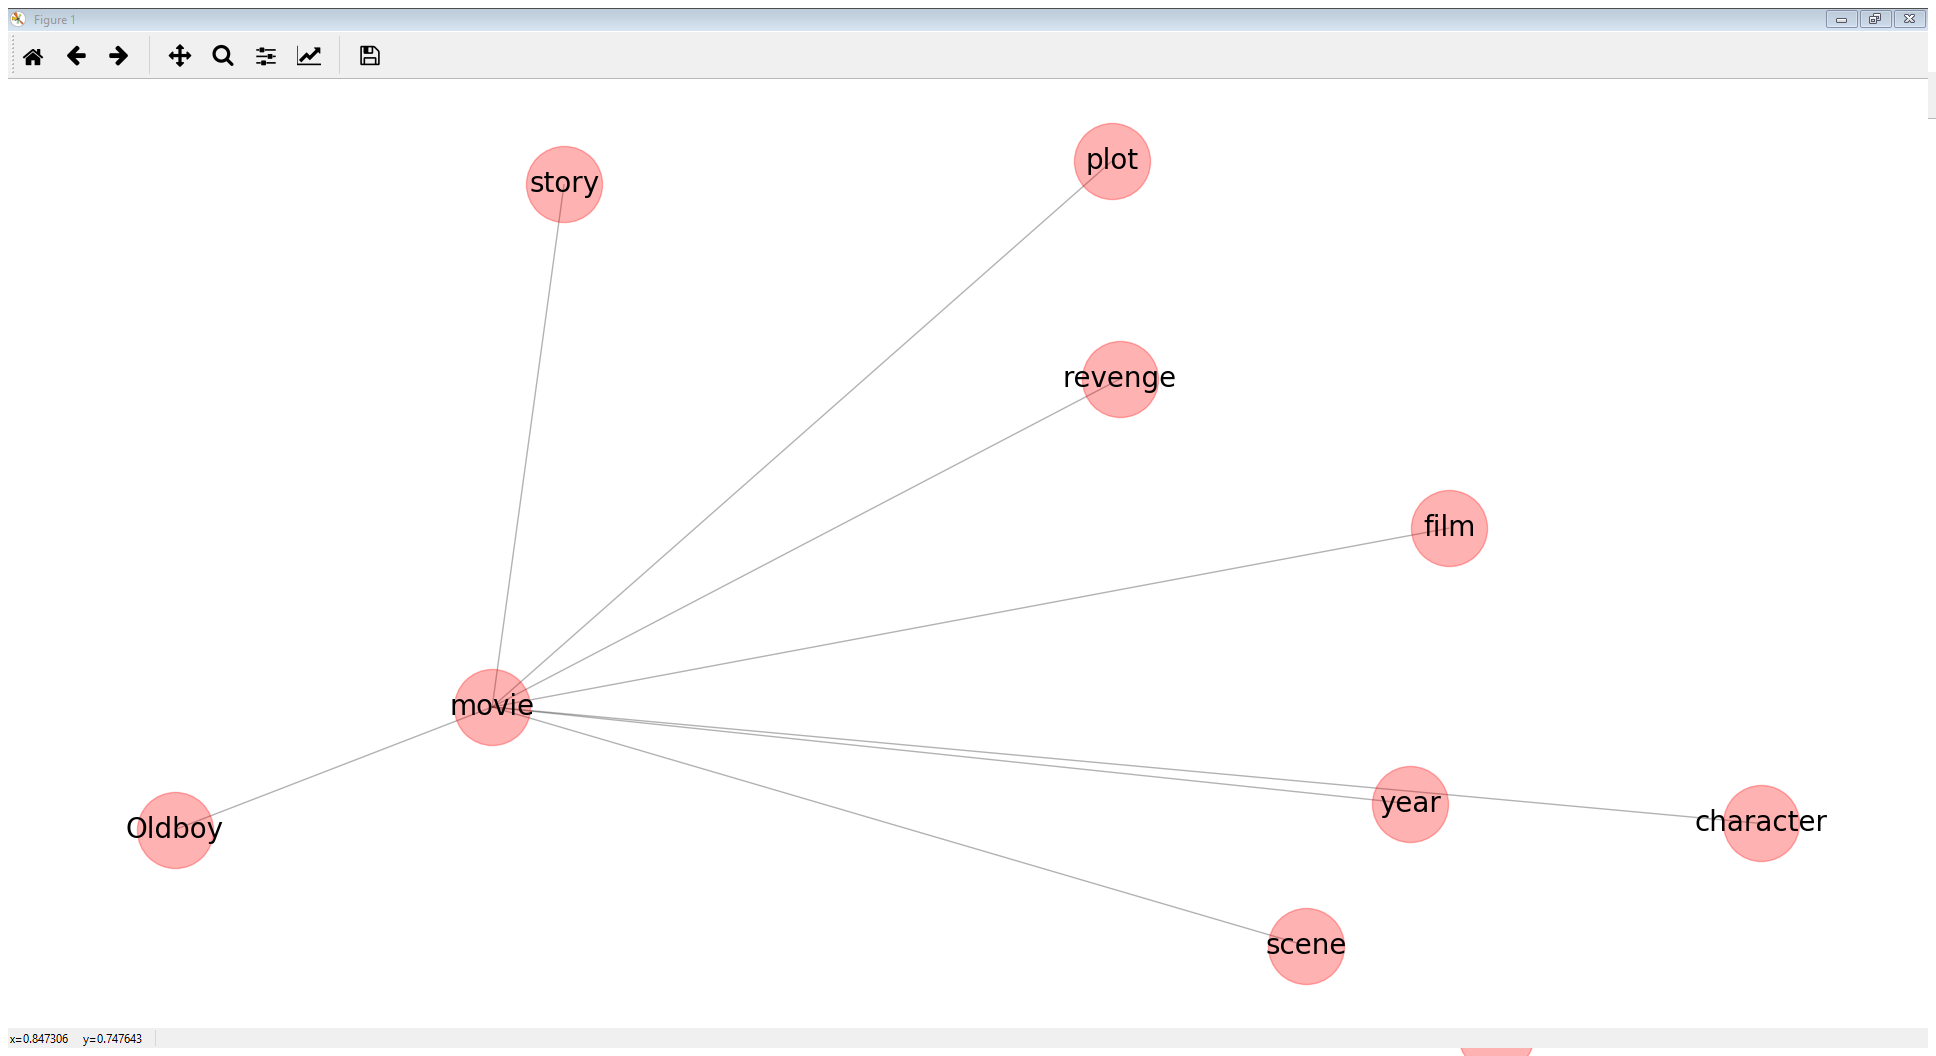 Figure 1
story
plot
revenge
film
movie
year
character
Oldboy
scene
x=0.847306 y=0.747643